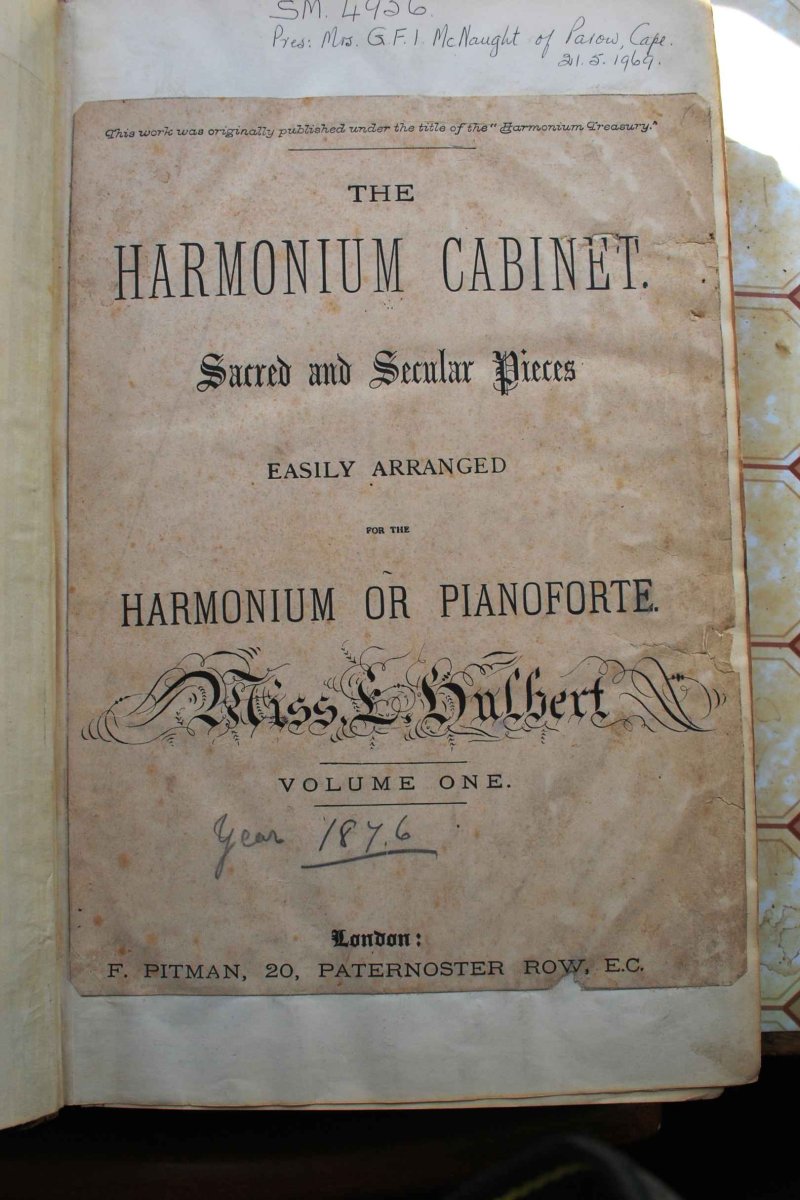 SM. 4926.
Pres: Mrs. G.F.I. McNaught of Parow, Cape.
21.5.1969.
This work was originally published under the title of the "Harmonium Treasury."
THE
HARMONIUM CABINET.
Sacred and Secular Pieces
EASILY ARRANGED
FOR THE
HARMONIUM OR PIANOFORTE.
Miss. E. Hulbert
VOLUME ONE.
Year 1876
London:
F. PITMAN, 20, PATERNOSTER ROW, E.C.